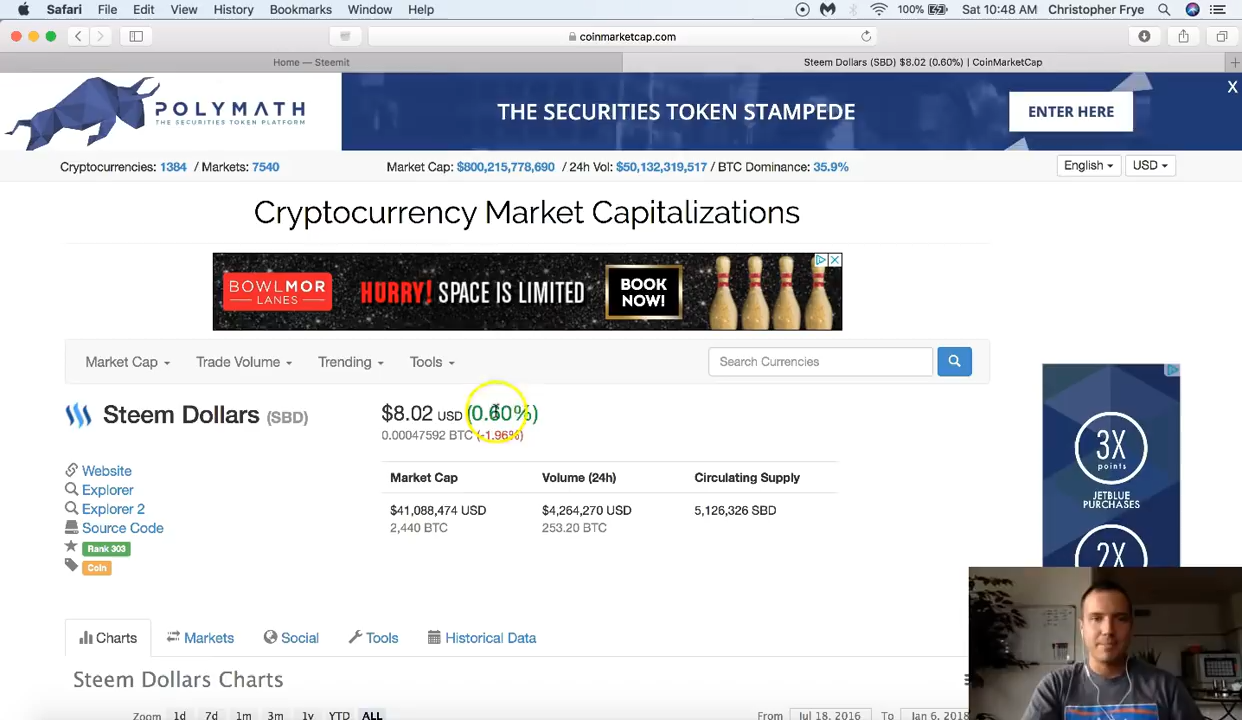 Safari File Edit View History Bookmarks Window Help 100% Sat 10:48 AM Christopher Frye
coinmarketcap.com
Home — Steemit Steem Dollars (SBD) $8.02 (0.60%) | CoinMarketCap
POLYMATH
THE SECURITIES TOKEN PLATFORM
THE SECURITIES TOKEN STAMPEDE
ENTER HERE
X
Cryptocurrencies: 1384 / Markets: 7540 Market Cap: $800,215,778,690 / 24h Vol: $50,132,319,517 / BTC Dominance: 35.9% English USD
Cryptocurrency Market Capitalizations
BOWLMOR
LANES
HURRY! SPACE IS LIMITED
BOOK
NOW!
Market Cap Trade Volume Trending Tools Search Currencies
Steem Dollars (SBD) $8.02 USD (0.60%)
0.00047592 BTC (-1.96%)
Website
Explorer
Explorer 2
Source Code
Rank 303
Coin
Market Cap Volume (24h) Circulating Supply
$41,088,474 USD $4,264,270 USD 5,126,326 SBD
2,440 BTC 253.20 BTC
3X
points
JETBLUE
PURCHASES
2X
Charts Markets Social Tools Historical Data
Steem Dollars Charts
Zoom 1d 7d 1m 3m 1y YTD ALL From Jul 18, 2016 To Jan 6, 2018